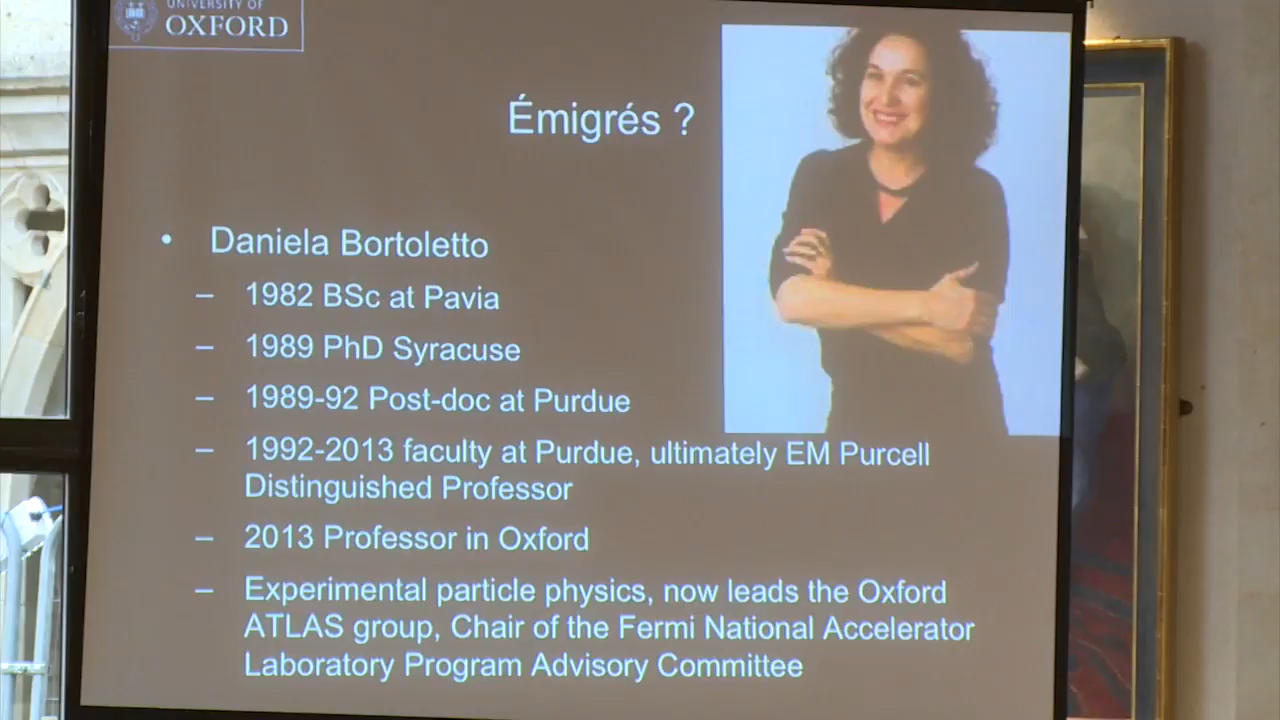 UNIVERSITY OF
OXFORD
Émigrés ?
• Daniela Bortoletto
– 1982 BSc at Pavia
– 1989 PhD Syracuse
– 1989-92 Post-doc at Purdue
– 1992-2013 faculty at Purdue, ultimately EM Purcell
Distinguished Professor
– 2013 Professor in Oxford
– Experimental particle physics, now leads the Oxford
ATLAS group, Chair of the Fermi National Accelerator
Laboratory Program Advisory Committee